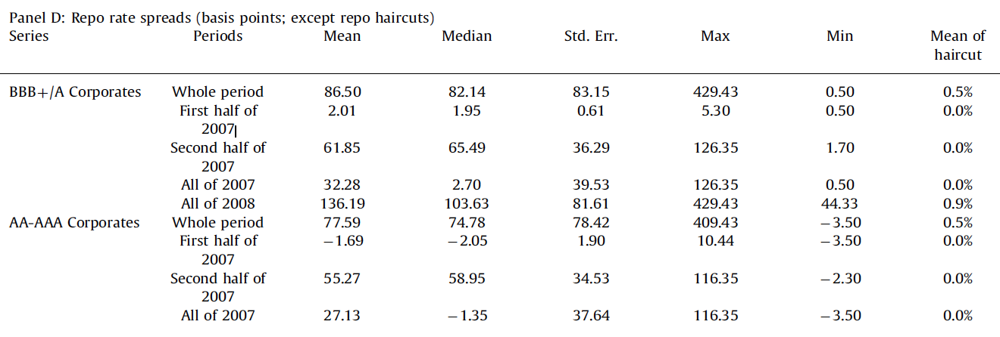 Panel D: Repo rate spreads (basis points; except repo haircuts)
Series Periods Mean Median Std. Err. Max Min Mean of
haircut
BBB+/A Corporates Whole period 86.50 82.14 83.15 429.43 0.50 0.5%
First half of 2.01 1.95 0.61 5.30 0.50 0.0%
2007
Second half of 61.85 65.49 36.29 126.35 1.70 0.0%
2007
All of 2007 32.28 2.70 39.53 126.35 0.50 0.0%
All of 2008 136.19 103.63 81.61 429.43 44.33 0.9%
AA-AAA Corporates Whole period 77.59 74.78 78.42 409.43 −3.50 0.5%
First half of −1.69 −2.05 1.90 10.44 −3.50 0.0%
2007
Second half of 55.27 58.95 34.53 116.35 −2.30 0.0%
2007
All of 2007 27.13 −1.35 37.64 116.35 −3.50 0.0%